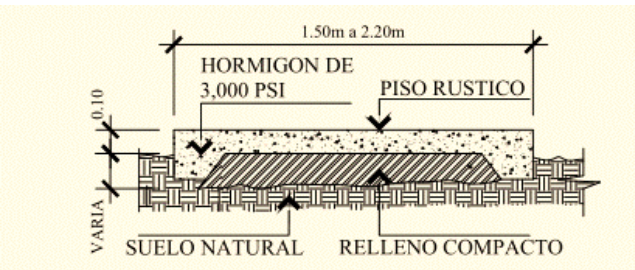 1.50m a 2.20m
HORMIGON DE
3,000 PSI
PISO RUSTICO
0.10
VARIA
SUELO NATURAL
RELLENO COMPACTO